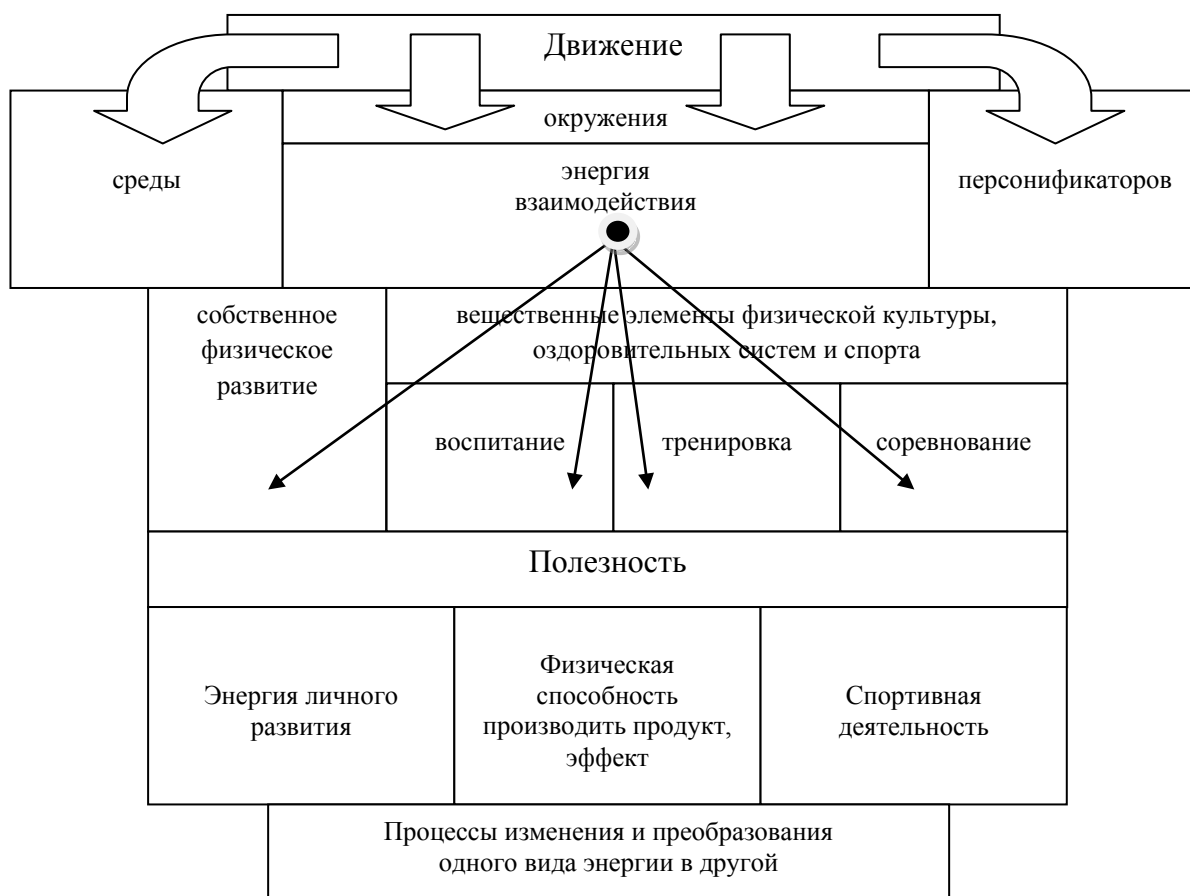 Движение
окружения
среды
энергия
взаимодействия
персонификаторов
собственное
физическое
развитие
вещественные элементы физической культуры,
оздоровительных систем и спорта
воспитание
тренировка
соревнование
Полезность
Энергия личного
развития
Физическая
способность
производить продукт,
эффект
Спортивная
деятельность
Процессы изменения и преобразования
одного вида энергии в другой